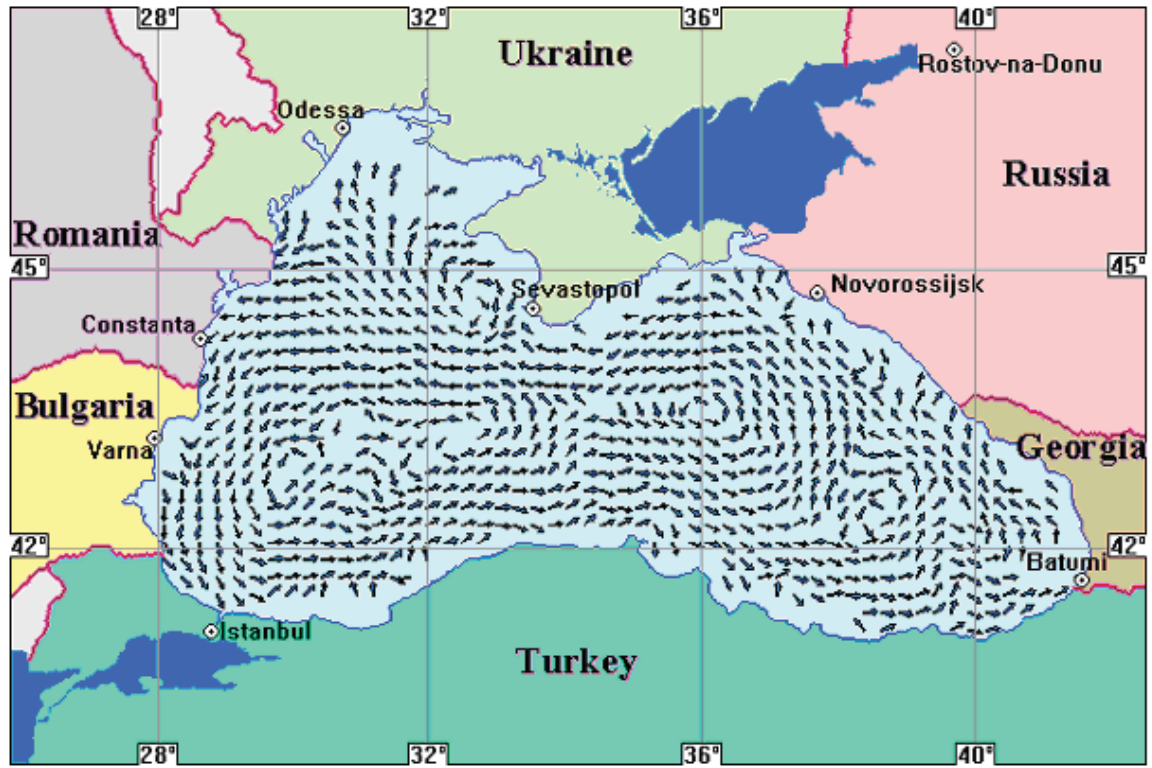 28° 32° 36° 40°
Ukraine
Rostov-na-Donu
Odessa
Russia
Romania
45° 45°
Sevastopol
Novorossijsk
Constanta
Bulgaria
Varna
Georgia
42° 42°
Batumi
Istanbul
Turkey
28° 32° 36° 40°